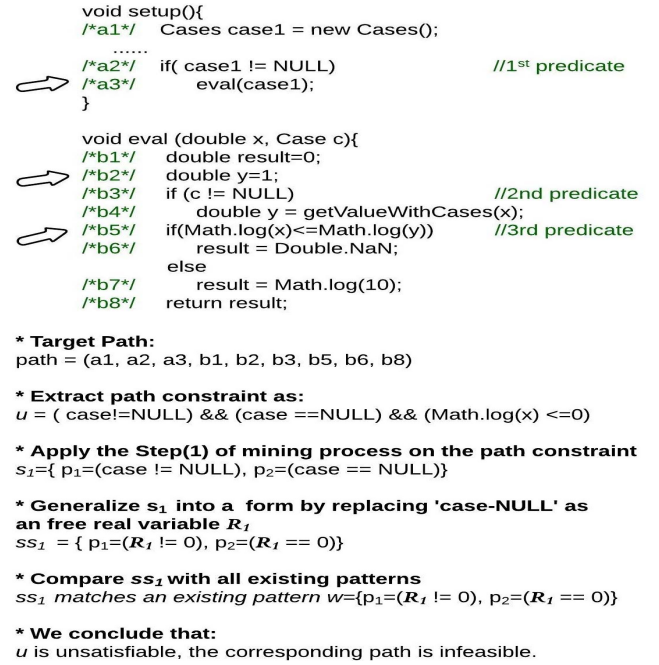 void setup(){
/*a1*/ Cases case1 = new Cases();
......
/*a2*/ if( case1 != NULL) //1st predicate
/*a3*/ eval(case1);
}
void eval (double x, Case c){
/*b1*/ double result=0;
/*b2*/ double y=1;
/*b3*/ if (c != NULL) //2nd predicate
/*b4*/ double y = getValueWithCases(x);
/*b5*/ if(Math.log(x)<=Math.log(y)) //3rd predicate
/*b6*/ result = Double.NaN;
else
/*b7*/ result = Math.log(10);
/*b8*/ return result;
* Target Path:
path = (a1, a2, a3, b1, b2, b3, b5, b6, b8)
* Extract path constraint as:
u = ( case!=NULL) && (case ==NULL) && (Math.log(x) <=0)
* Apply the Step(1) of mining process on the path constraint
s1={ p1=(case != NULL), p2=(case == NULL)}
* Generalize s1 into a form by replacing 'case-NULL' as
an free real variable R1
ss1 = { p1=(R1 != 0), p2=(R1 == 0)}
* Compare ss1 with all existing patterns
ss1 matches an existing pattern w={p1=(R1 != 0), p2=(R1 == 0)}
* We conclude that:
u is unsatisfiable, the corresponding path is infeasible.